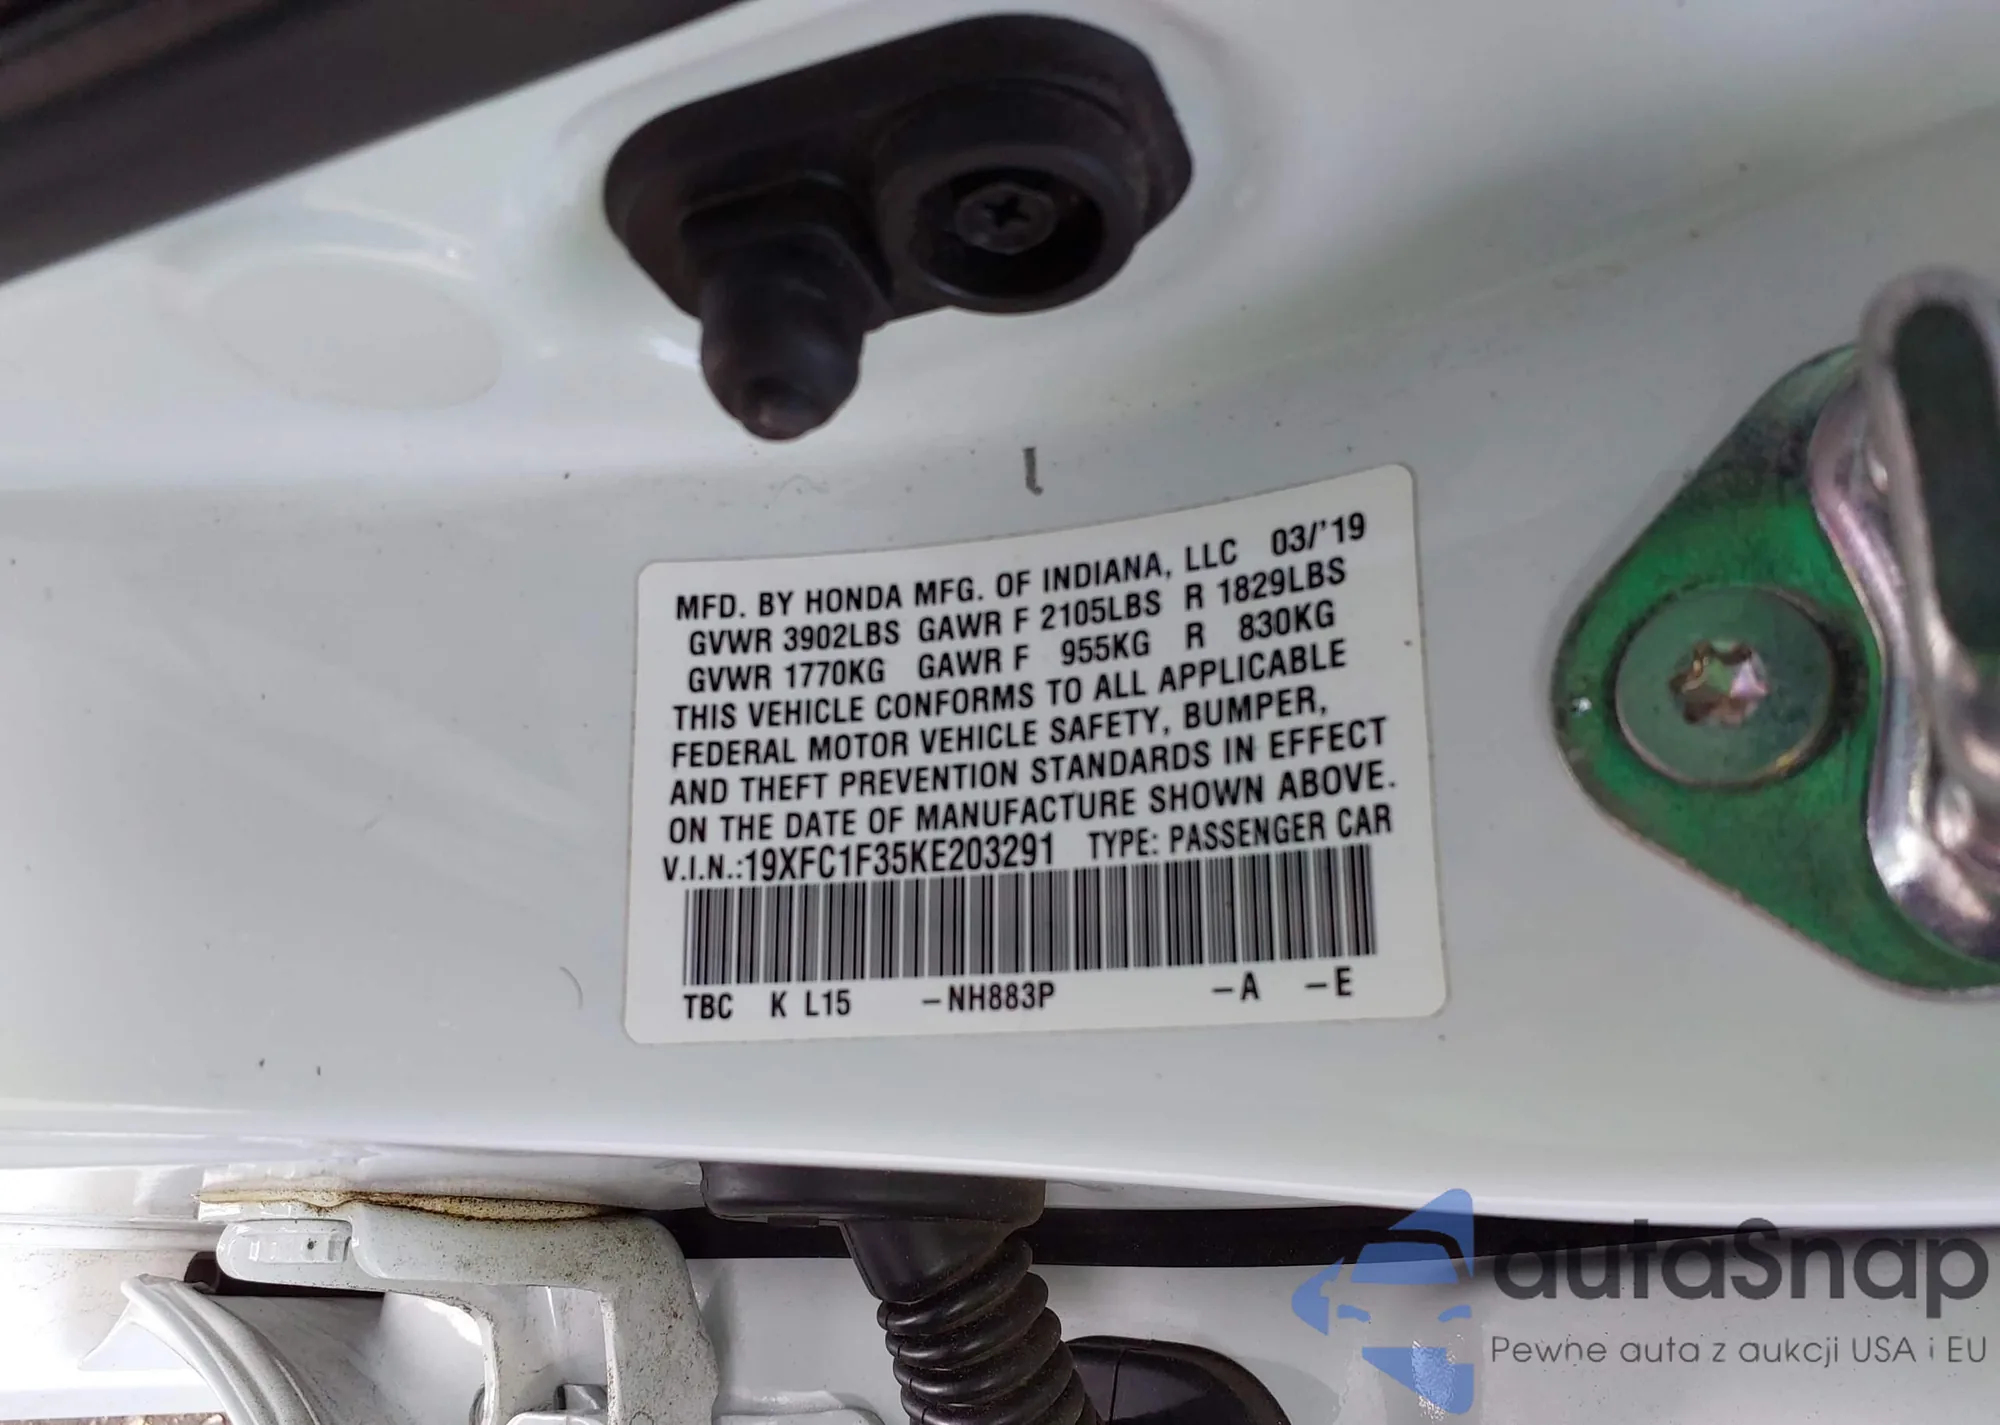 MFD. BY HONDA MFG. OF INDIANA, LLC 03/'19
GVWR 3902LBS GAWR F 2105LBS R 1829LBS
GVWR 1770KG GAWR F 955KG R 830KG
THIS VEHICLE CONFORMS TO ALL APPLICABLE
FEDERAL MOTOR VEHICLE SAFETY, BUMPER,
AND THEFT PREVENTION STANDARDS IN EFFECT
ON THE DATE OF MANUFACTURE SHOWN ABOVE.
V.I.N.:19XFC1F35KE203291 TYPE: PASSENGER CAR
TBC K L15 –NH883P –A –E
autaSnap
Pewne auta z aukcji USA i EU